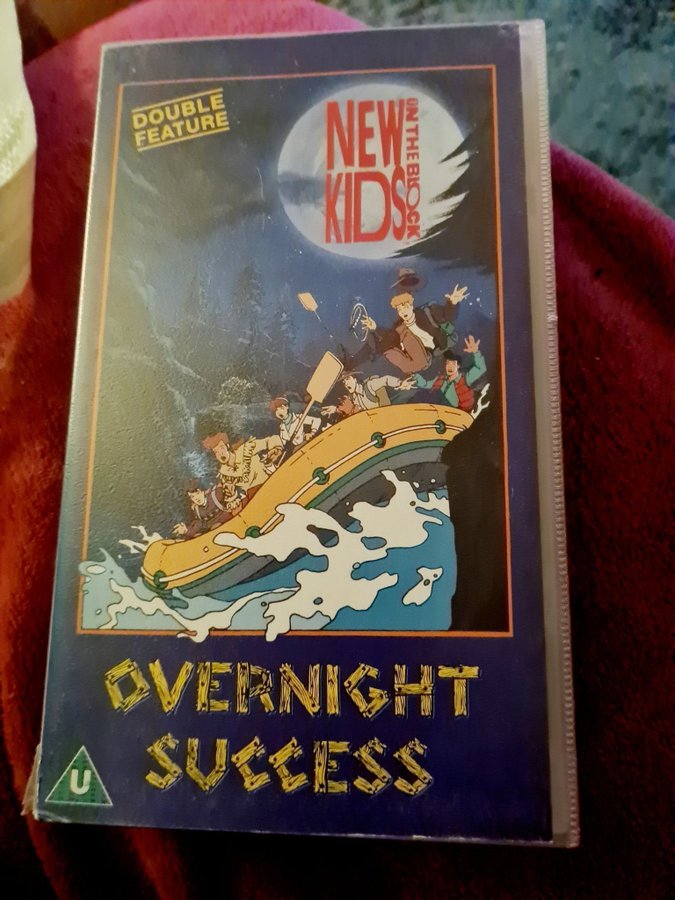 DOUBLE
FEATURE
NEW
KIDS
ON THE BLOCK
OVERNIGHT
SUCCESS
U